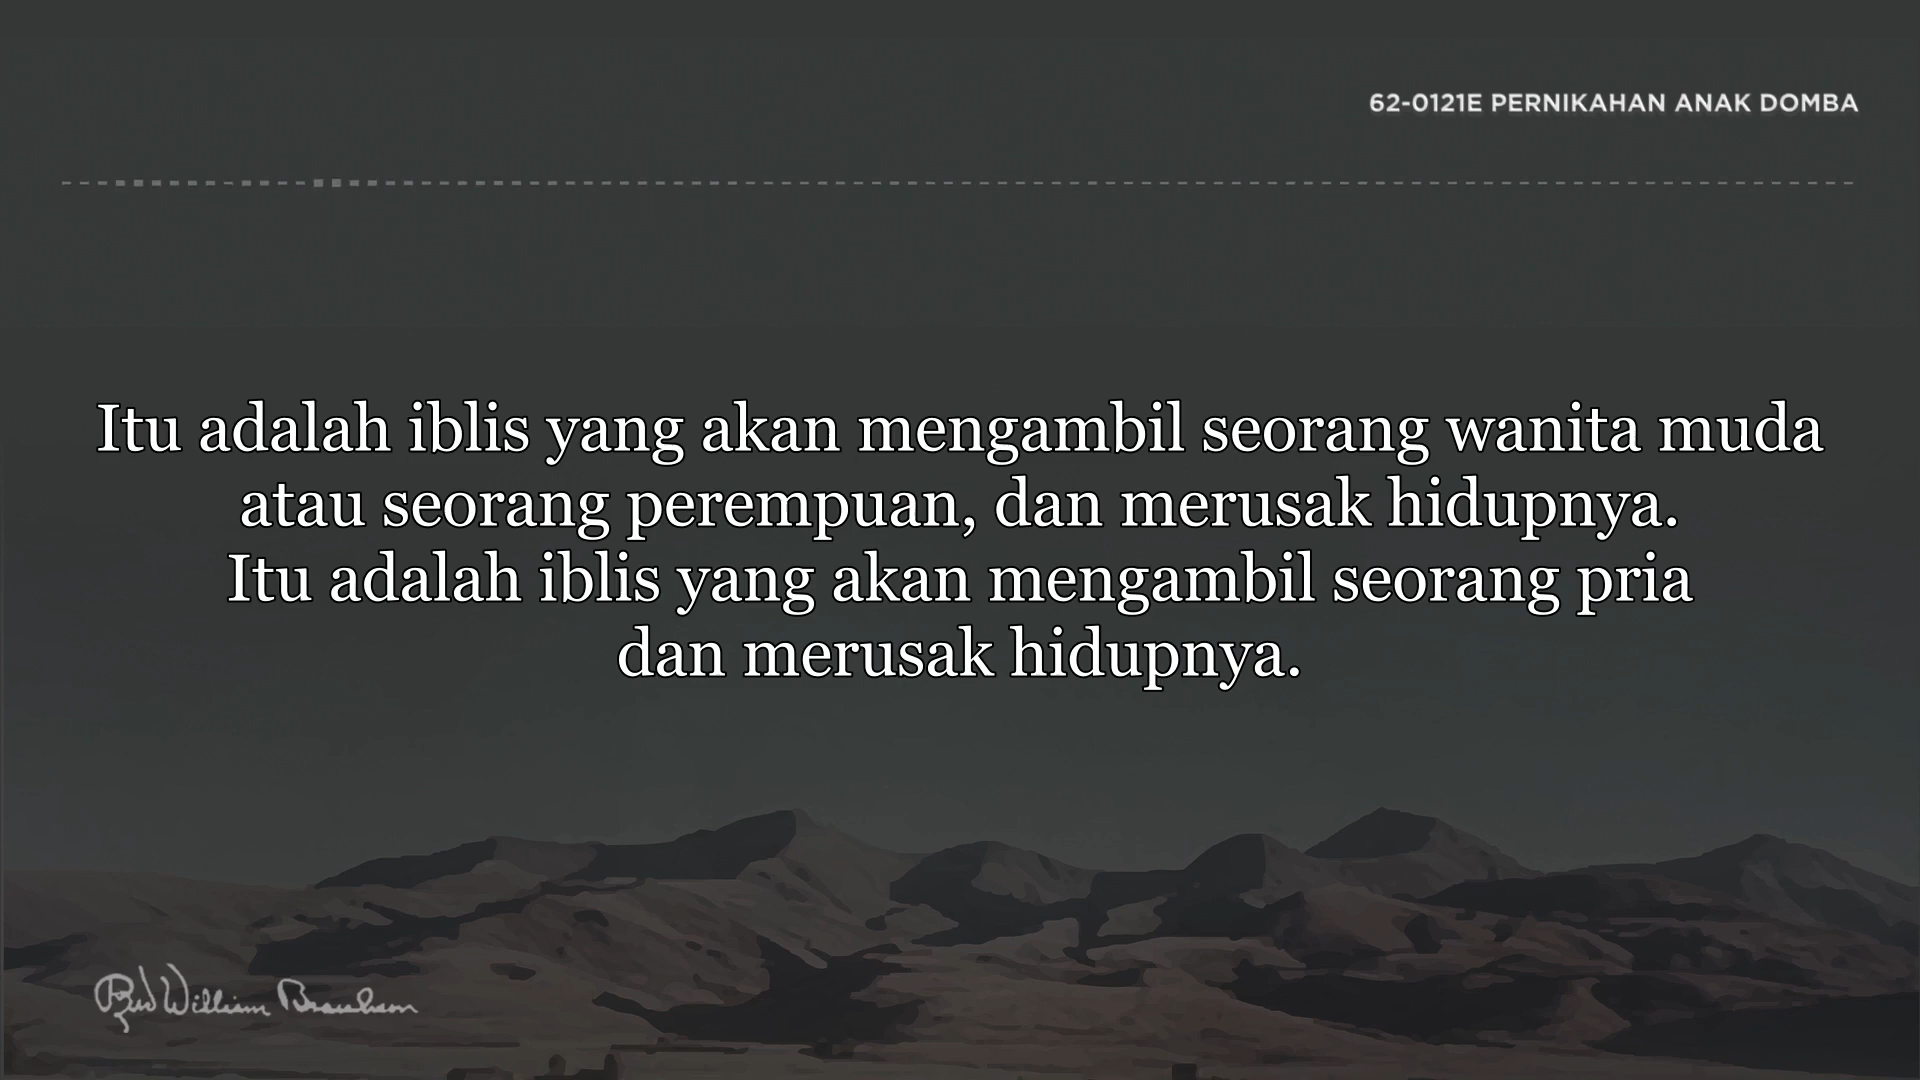 62-0121E PERNIKAHAN ANAK DOMBA
Itu adalah iblis yang akan mengambil seorang wanita muda
atau seorang perempuan, dan merusak hidupnya.
Itu adalah iblis yang akan mengambil seorang pria
dan merusak hidupnya.
Rev William Branham